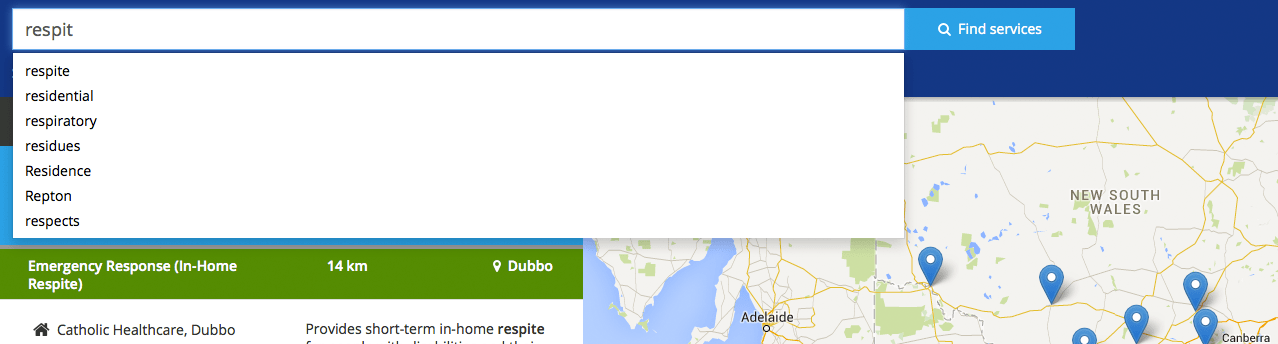 respit
Find services
respite
residential
respiratory
residues
Residence
Repton
respects
NEW SOUTH
WALES
Emergency Response (In-Home
Respite)
14 km
Dubbo
Catholic Healthcare, Dubbo
Provides short-term in-home respite
Adelaide
Canberra